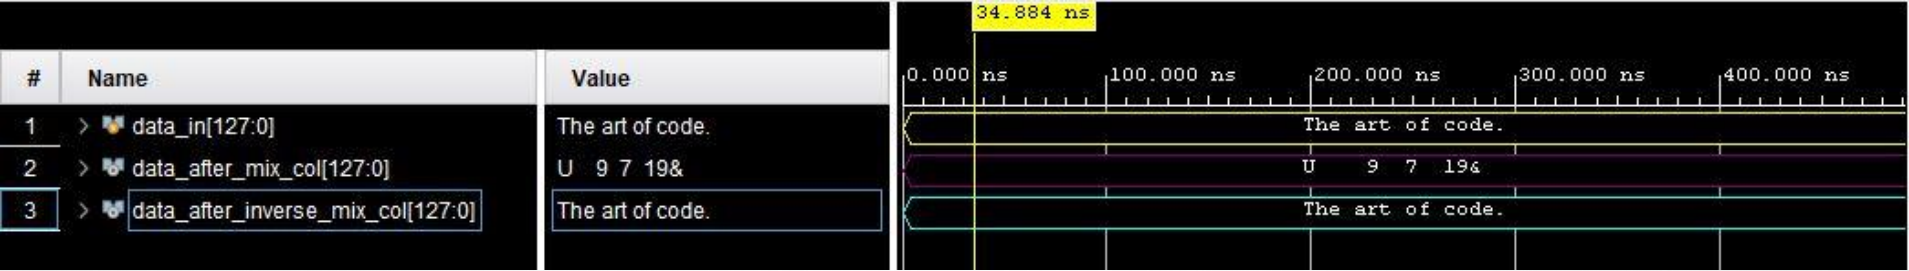 34.884 ns
# Name Value 0.000 ns 100.000 ns 200.000 ns 300.000 ns 400.000 ns
1 data_in[127:0] The art of code. The art of code.
2 data_after_mix_col[127:0] U 9 7 19& U 9 7 19&
3 data_after_inverse_mix_col[127:0] The art of code. The art of code.